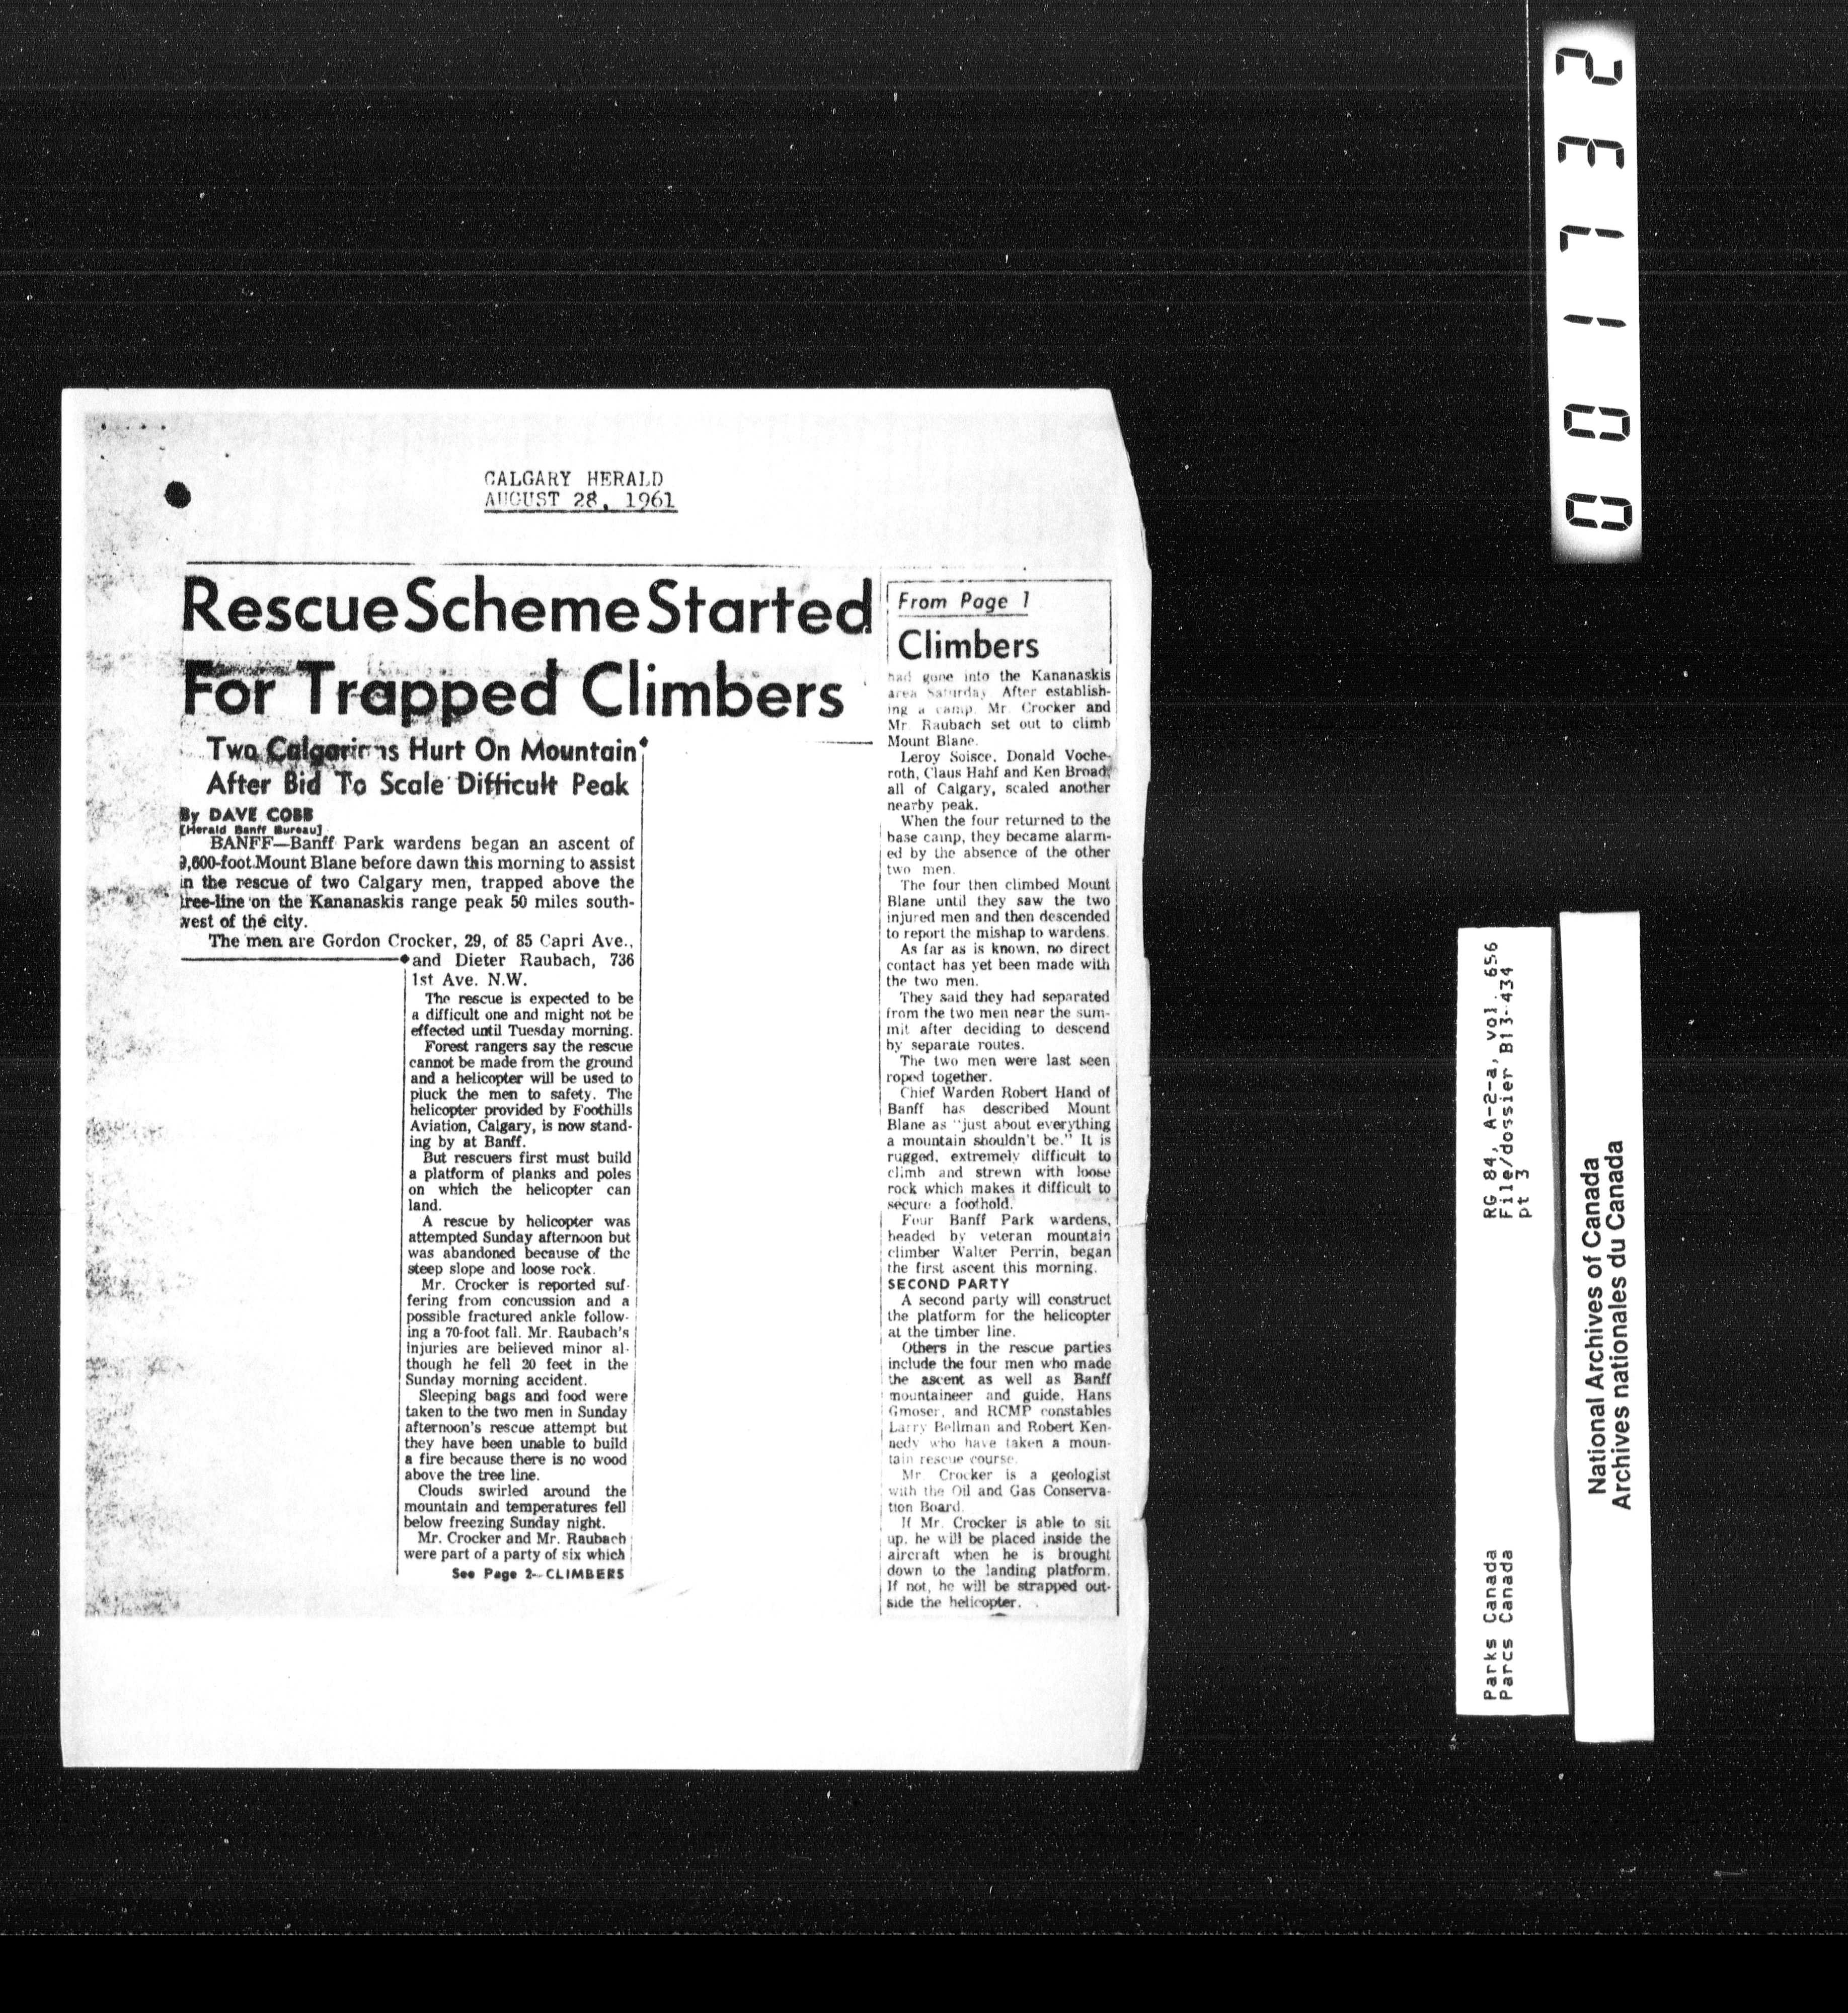 CALGARY HERALD
AUGUST 28, 1961
Rescue Scheme Started
For Trapped Climbers
Two Calgarians Hurt On Mountain
After Bid To Scale Difficult Peak
By DAVE COBB
[Herald Banff Bureau]
BANFF—Banff Park wardens began an ascent of
9,600-foot Mount Blane before dawn this morning to assist
in the rescue of two Calgary men, trapped above the
tree-line on the Kananaskis range peak 50 miles south-
west of the city.
The men are Gordon Crocker, 29, of 85 Capri Ave.,
and Dieter Raubach, 736
1st Ave. N.W.
The rescue is expected to be
a difficult one and might not be
effected until Tuesday morning.
Forest rangers say the rescue
cannot be made from the ground
and a helicopter will be used to
pluck the men to safety. The
helicopter provided by Foothills
Aviation, Calgary, is now stand-
ing by at Banff.
But rescuers first must build
a platform of planks and poles
on which the helicopter can
land.
A rescue by helicopter was
attempted Sunday afternoon but
was abandoned because of the
steep slope and loose rock.
Mr. Crocker is reported suf-
fering from concussion and a
possible fractured ankle follow-
ing a 70-foot fall. Mr. Raubach's
injuries are believed minor al-
though he fell 20 feet in the
Sunday morning accident.
Sleeping bags and food were
taken to the two men in Sunday
afternoon's rescue attempt but
they have been unable to build
a fire because there is no wood
above the tree line.
Clouds swirled around the
mountain and temperatures fell
below freezing Sunday night.
Mr. Crocker and Mr. Raubach
were part of a party of six which
See Page 2—CLIMBERS
From Page 1
Climbers
had gone into the Kananaskis
area Saturday. After establish-
ing a camp, Mr. Crocker and
Mr. Raubach set out to climb
Mount Blane.
Leroy Soisce, Donald Voche-
roth, Claus Hahf and Ken Broad,
all of Calgary, scaled another
nearby peak.
When the four returned to the
base camp, they became alarm-
ed by the absence of the other
two men.
The four then climbed Mount
Blane until they saw the two
injured men and then descended
to report the mishap to wardens.
As far as is known, no direct
contact has yet been made with
the two men.
They said they had separated
from the two men near the sum-
mit after deciding to descend
by separate routes.
The two men were last seen
roped together.
Chief Warden Robert Hand of
Banff has described Mount
Blane as "just about everything
a mountain shouldn't be." It is
rugged, extremely difficult to
climb and strewn with loose
rock which makes it difficult to
secure a foothold.
Four Banff Park wardens,
headed by veteran mountain
climber Walter Perrin, began
the first ascent this morning.
SECOND PARTY
A second party will construct
the platform for the helicopter
at the timber line.
Others in the rescue parties
include the four men who made
the ascent as well as Banff
mountaineer and guide, Hans
Gmoser, and RCMP constables
Larry Bellman and Robert Ken-
nedy who have taken a moun-
tain rescue course.
Mr. Crocker is a geologist
with the Oil and Gas Conserva-
tion Board.
If Mr. Crocker is able to sit
up, he will be placed inside the
aircraft when he is brought
down to the landing platform.
If not, he will be strapped out-
side the helicopter.
001732
Parks Canada
Parcs Canada
RG 84, A-2-a, vol. 656
File/dossier B13-434
pt 3
National Archives of Canada
Archives nationales du Canada